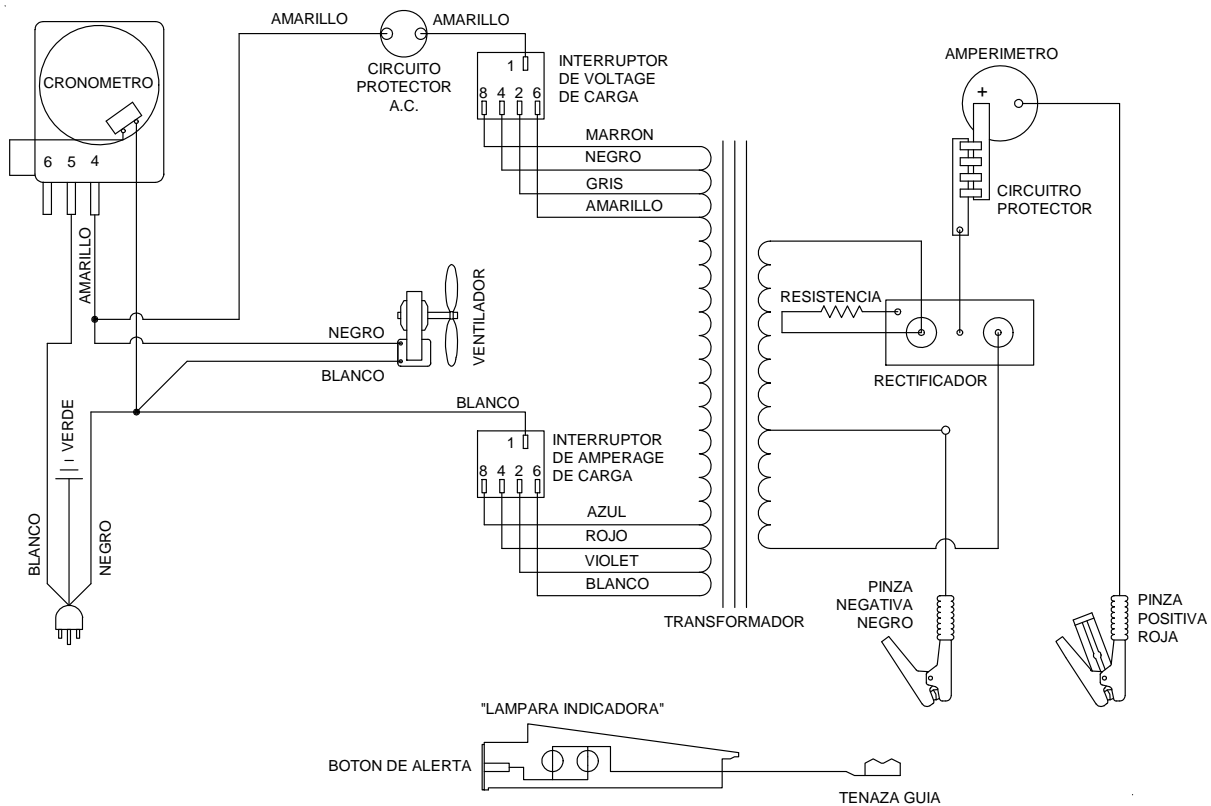 AMARILLO
AMARILLO
CRONOMETRO
6 5 4
CIRCUITO
PROTECTOR
A.C.
1
8 4 2 6
INTERRUPTOR
DE VOLTAGE
DE CARGA
AMPERIMETRO
+
CIRCUITRO
PROTECTOR
MARRON
NEGRO
GRIS
AMARILLO
AMARILLO
VENTILADOR
NEGRO
BLANCO
RESISTENCIA
RECTIFICADOR
BLANCO
1
8 4 2 6
INTERRUPTOR
DE AMPERAGE
DE CARGA
VERDE
BLANCO
NEGRO
AZUL
ROJO
VIOLET
BLANCO
TRANSFORMADOR
PINZA
NEGATIVA
NEGRO
PINZA
POSITIVA
ROJA
"LAMPARA INDICADORA"
BOTON DE ALERTA
TENAZA GUIA